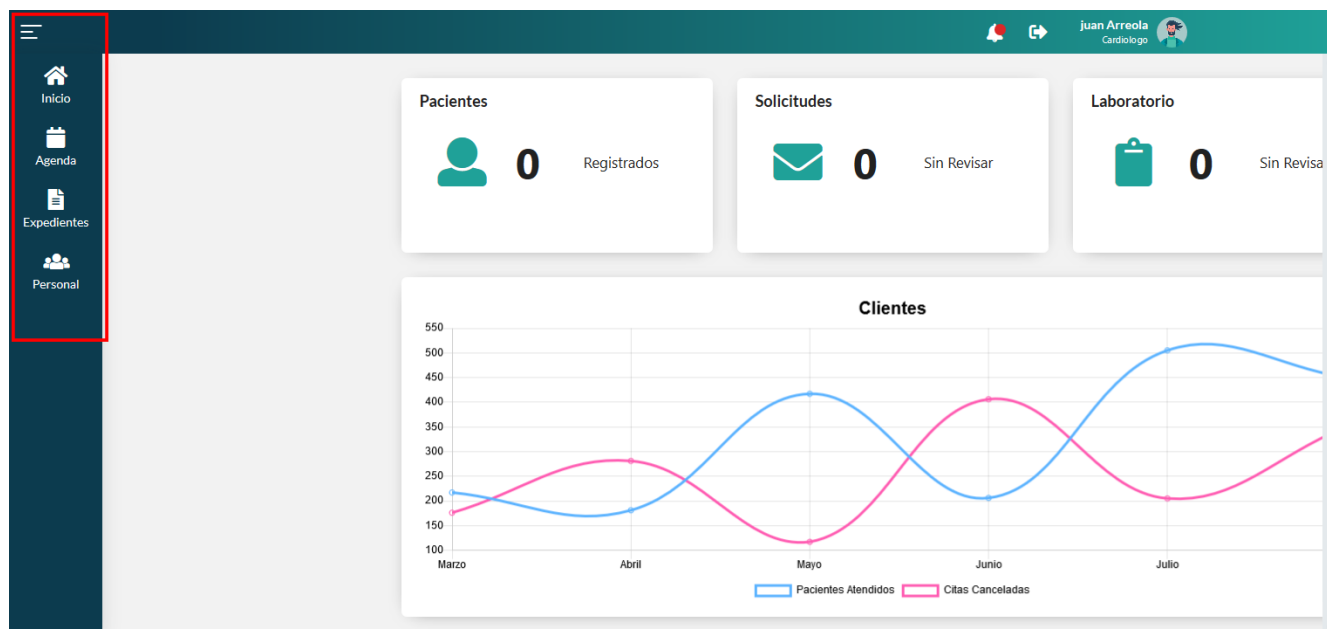 juan Arreola
Cardiologo
Inicio
Agenda
Expedientes
Personal
Pacientes
0 Registrados
Solicitudes
0 Sin Revisar
Laboratorio
0 Sin Revisa
Clientes
550
500
450
400
350
300
250
200
150
100
Marzo Abril Mayo Junio Julio
Pacientes Atendidos Citas Canceladas